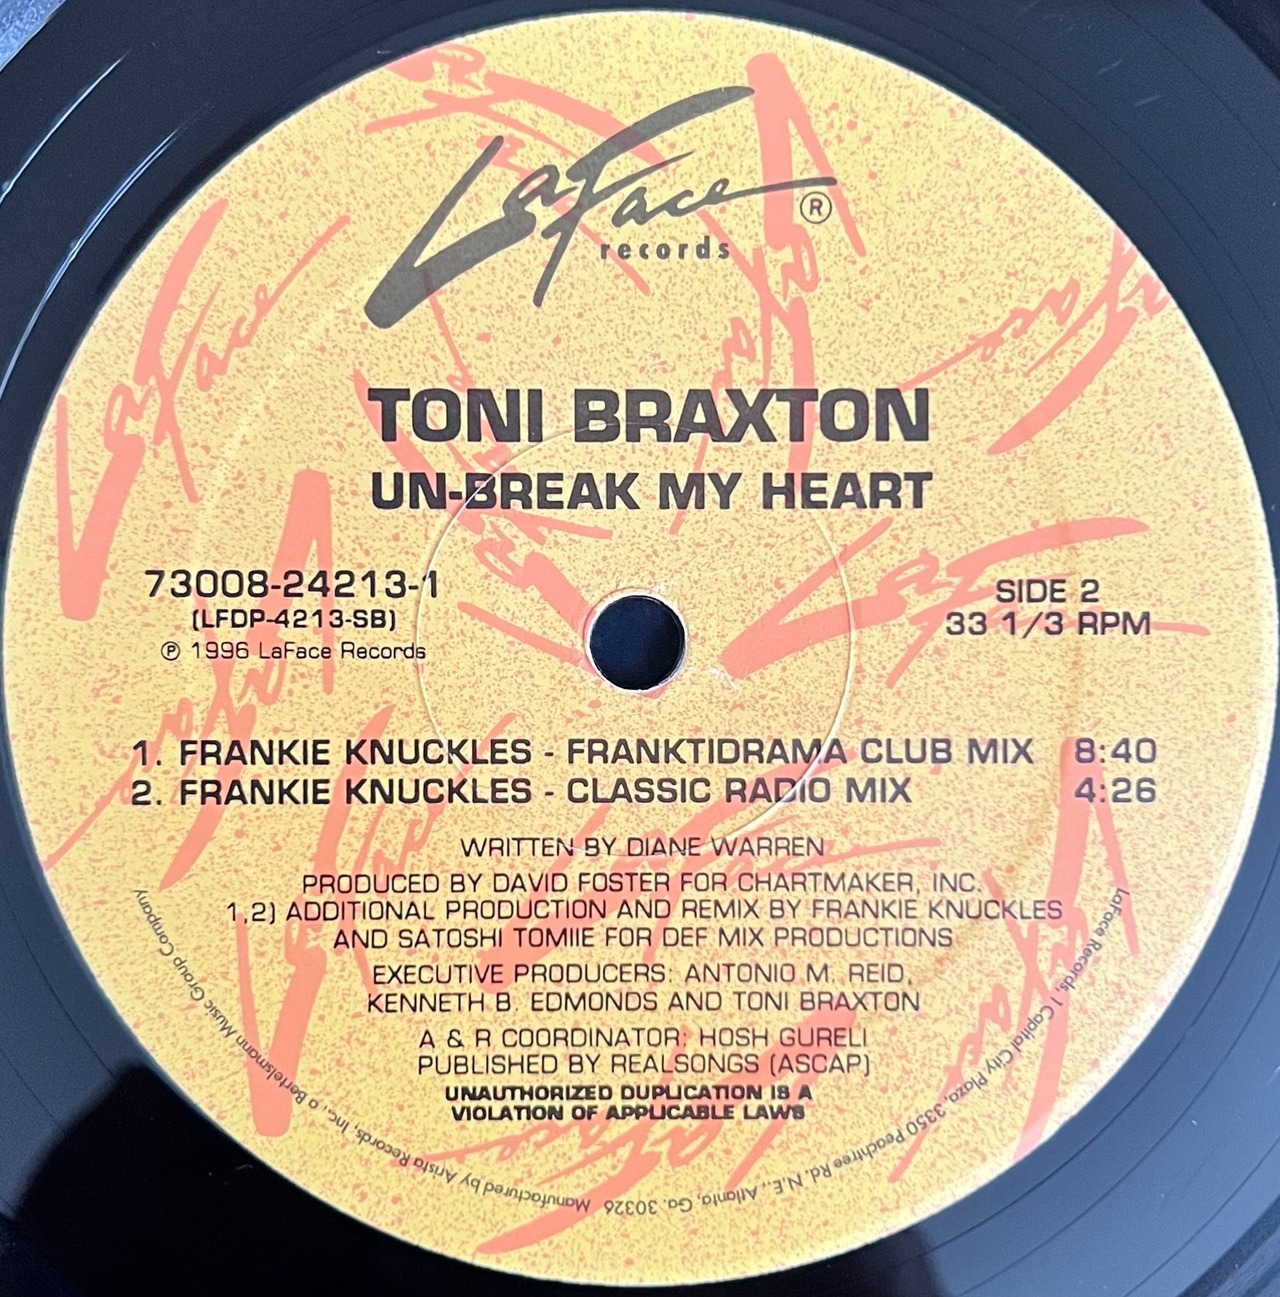 LaFace
records ®
TONI BRAXTON
UN-BREAK MY HEART
73008-24213-1
(LFDP-4213-SB)
℗ 1996 LaFace Records
SIDE 2
33 1/3 RPM
1. FRANKIE KNUCKLES - FRANKTIDRAMA CLUB MIX 8:40
2. FRANKIE KNUCKLES - CLASSIC RADIO MIX 4:26
WRITTEN BY DIANE WARREN
PRODUCED BY DAVID FOSTER FOR CHARTMAKER, INC.
1,2) ADDITIONAL PRODUCTION AND REMIX BY FRANKIE KNUCKLES
AND SATOSHI TOMIIE FOR DEF MIX PRODUCTIONS
EXECUTIVE PRODUCERS: ANTONIO M. REID,
KENNETH B. EDMONDS AND TONI BRAXTON
A & R COORDINATOR: HOSH GURELI
PUBLISHED BY REALSONGS (ASCAP)
UNAUTHORIZED DUPLICATION IS A
VIOLATION OF APPLICABLE LAWS
LaFace Records, 1 Capital City Plaza, 3350 Peachtree Rd. N.E., Atlanta, Ga. 30326 Manufactured by Arista Records, Inc., a Bertelsmann Music Group Company